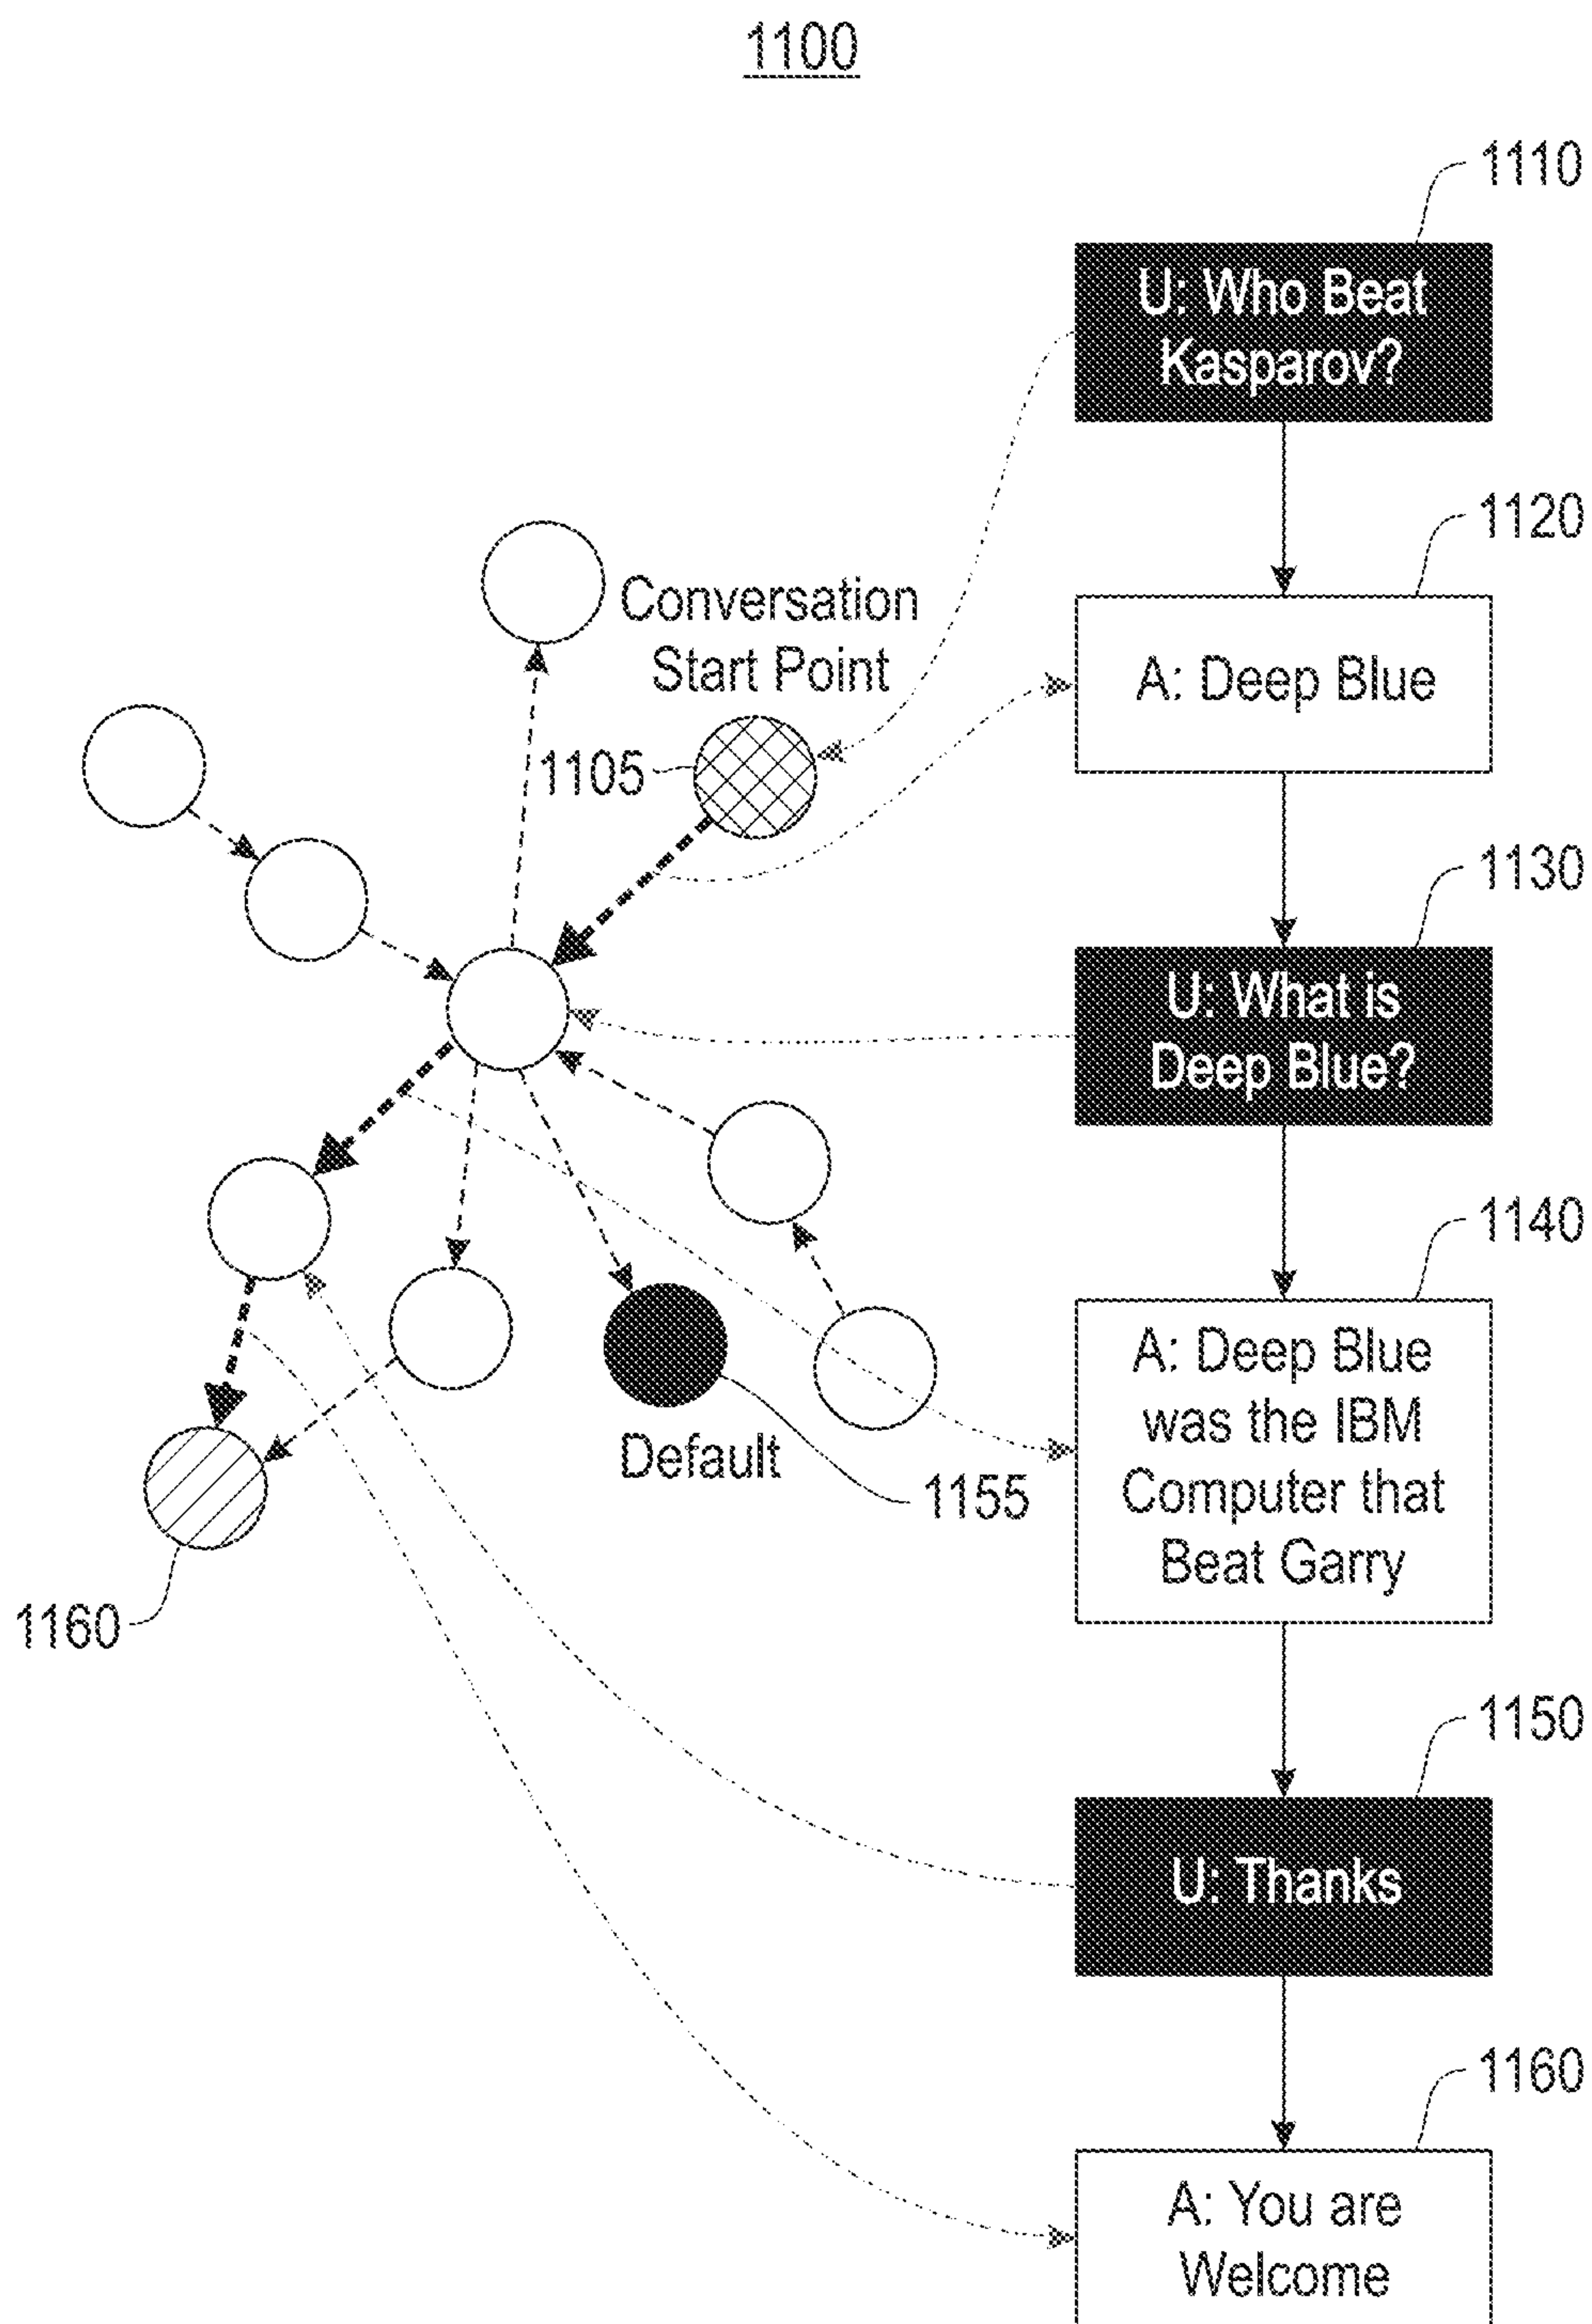 1100
1110
U: Who Beat
Kasparov?
1120
Conversation
Start Point
A: Deep Blue
1105
1130
U: What is
Deep Blue?
1140
A: Deep Blue
was the IBM
Computer that
Beat Garry
Default
1155
1160
1150
U: Thanks
1160
A: You are
Welcome